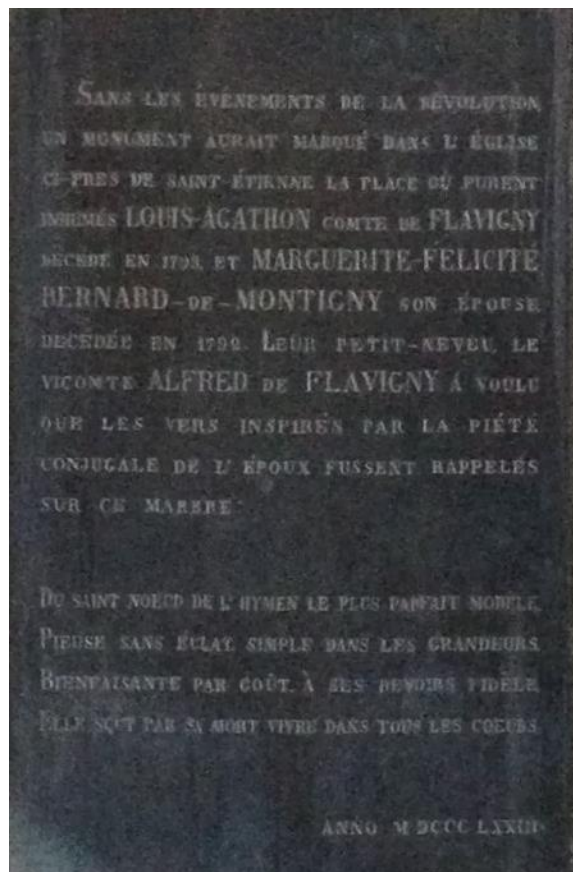 SANS LES ÉVÉNEMENTS DE LA RÉVOLUTION,
UN MONUMENT AURAIT MARQUÉ DANS L'ÉGLISE
CI-PRES DE SAINT-ÉTIENNE LA PLACE OÙ FURENT
INHUMÉS LOUIS-AGATHON COMTE DE FLAVIGNY
DÉCÉDÉ EN 1793, ET MARGUERITE-FÉLICITÉ
BERNARD-DE-MONTIGNY SON ÉPOUSE
DÉCÉDÉE EN LEUR PETIT-NEVEU, LE
VICOMTE ALFRED DE FLAVIGNY A VOULU
QUE LES VERS INSPIRÉS PAR LA PIÉTÉ
CONJUGALE DE L'ÉPOUX FUSSENT RAPPELÉS
SUR CE MARBRE:
DU SAINT NOEUD DE L'HYMEN LE PLUS PARFAIT MODÈLE,
PIEUSE SANS ÉCLAT, SIMPLE DANS LES GRANDEURS,
BIENFAISANTE PAR GOÛT, À SES DEVOIRS FIDÈLE,
ELLE SÇUT PAR SA MORT VIVRE DANS TOUS LES COEURS.
ANNO M DCCC LXXIII.